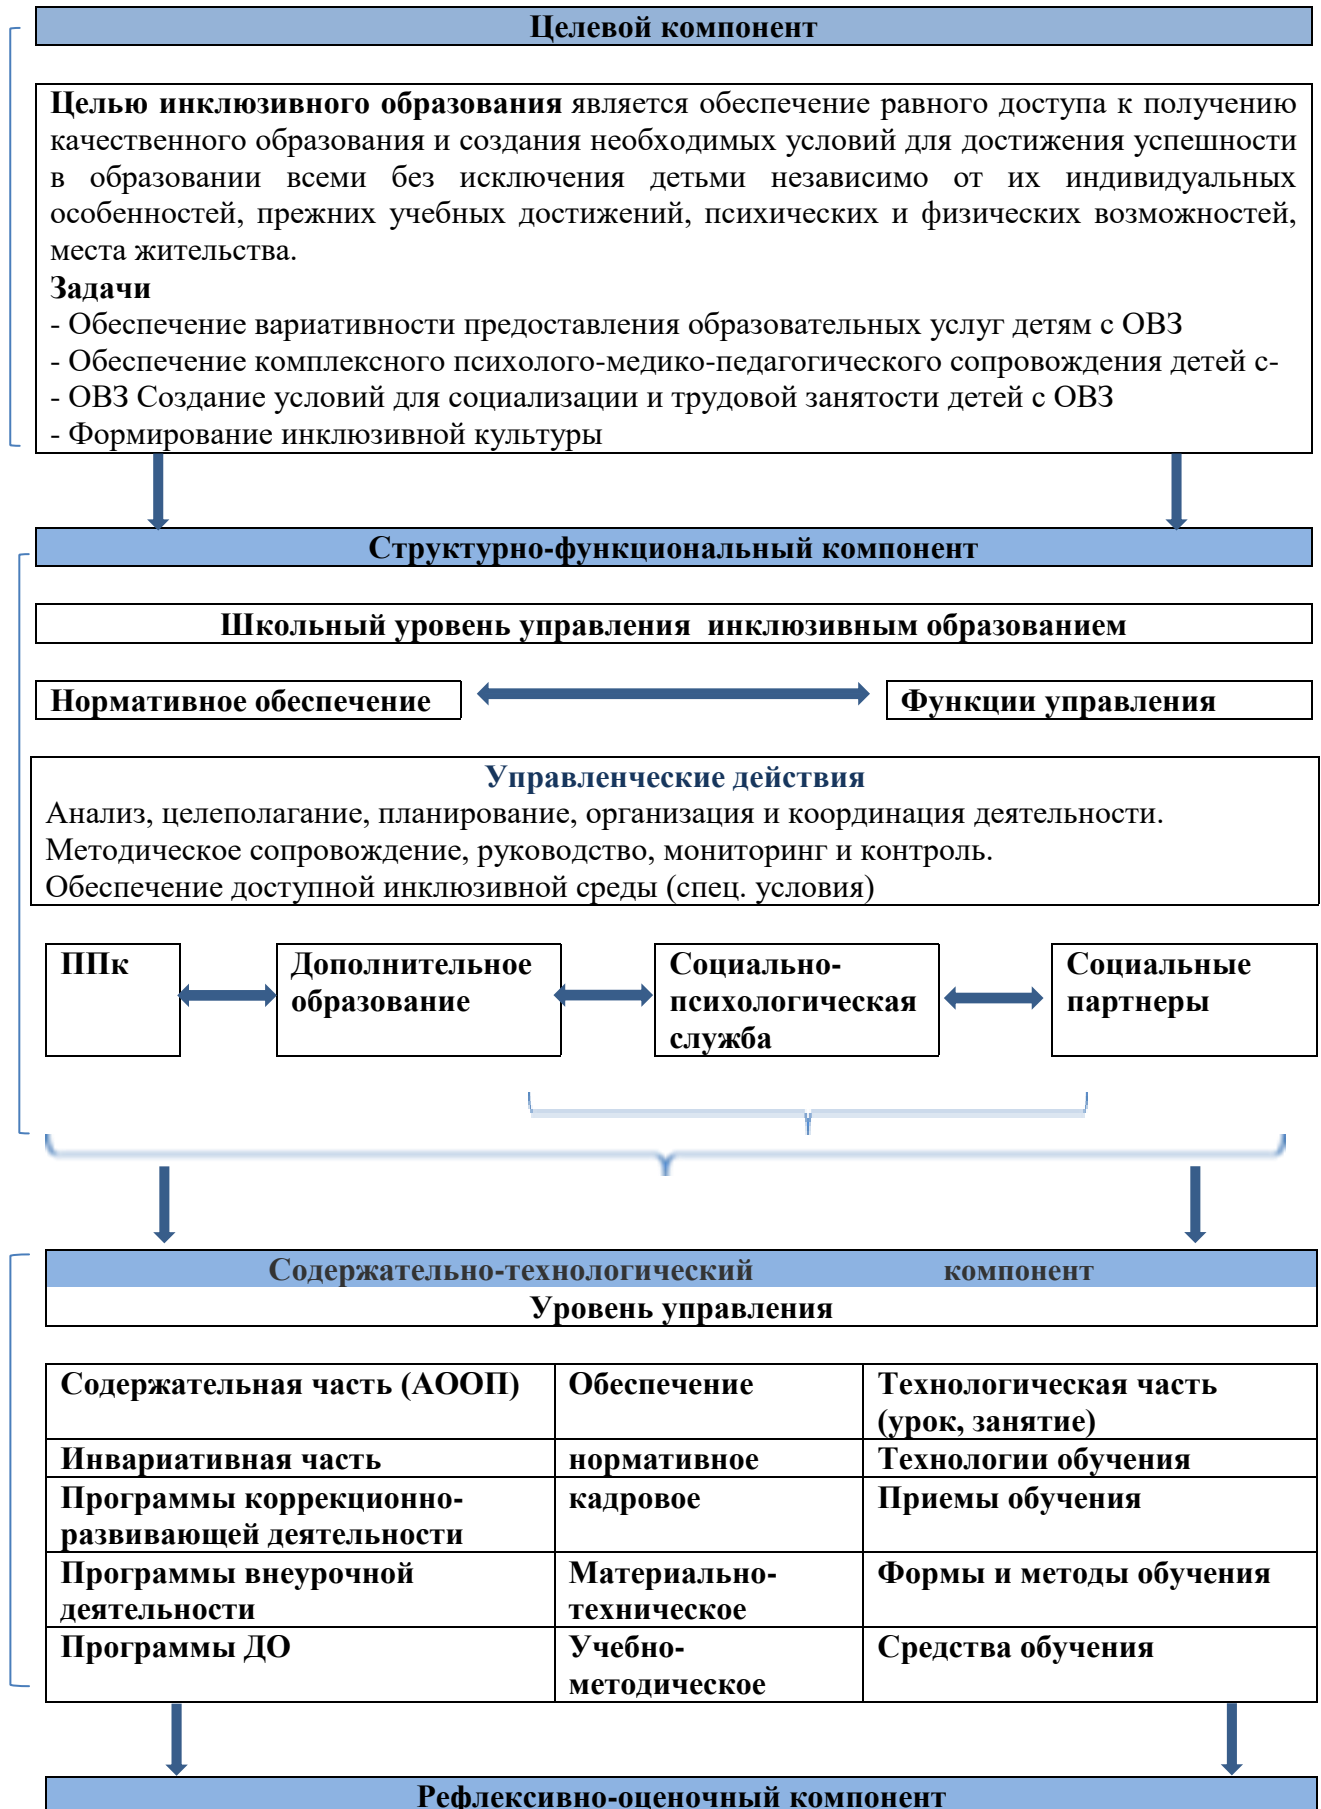 Целевой компонент
Целью инклюзивного образования является обеспечение равного доступа к получению
качественного образования и создания необходимых условий для достижения успешности
в образовании всеми без исключения детьми независимо от их индивидуальных
особенностей, прежних учебных достижений, психических и физических возможностей,
места жительства.
Задачи
- Обеспечение вариативности предоставления образовательных услуг детям с ОВЗ
- Обеспечение комплексного психолого-медико-педагогического сопровождения детей с-
- ОВЗ Создание условий для социализации и трудовой занятости детей с ОВЗ
- Формирование инклюзивной культуры
Структурно-функциональный компонент
Школьный уровень управления инклюзивным образованием
Нормативное обеспечение
Функции управления
Управленческие действия
Анализ, целеполагание, планирование, организация и координация деятельности.
Методическое сопровождение, руководство, мониторинг и контроль.
Обеспечение доступной инклюзивной среды (спец. условия)
ППк
Дополнительное
образование
Социально-
психологическая
служба
Социальные
партнеры
Содержательно-технологический компонент
Уровень управления
Содержательная часть (АООП)
Обеспечение
Технологическая часть
(урок, занятие)
Инвариативная часть
нормативное
Технологии обучения
Программы коррекционно-
развивающей деятельности
кадровое
Приемы обучения
Программы внеурочной
деятельности
Материально-
техническое
Формы и методы обучения
Программы ДО
Учебно-
методическое
Средства обучения
Рефлексивно-оценочный компонент